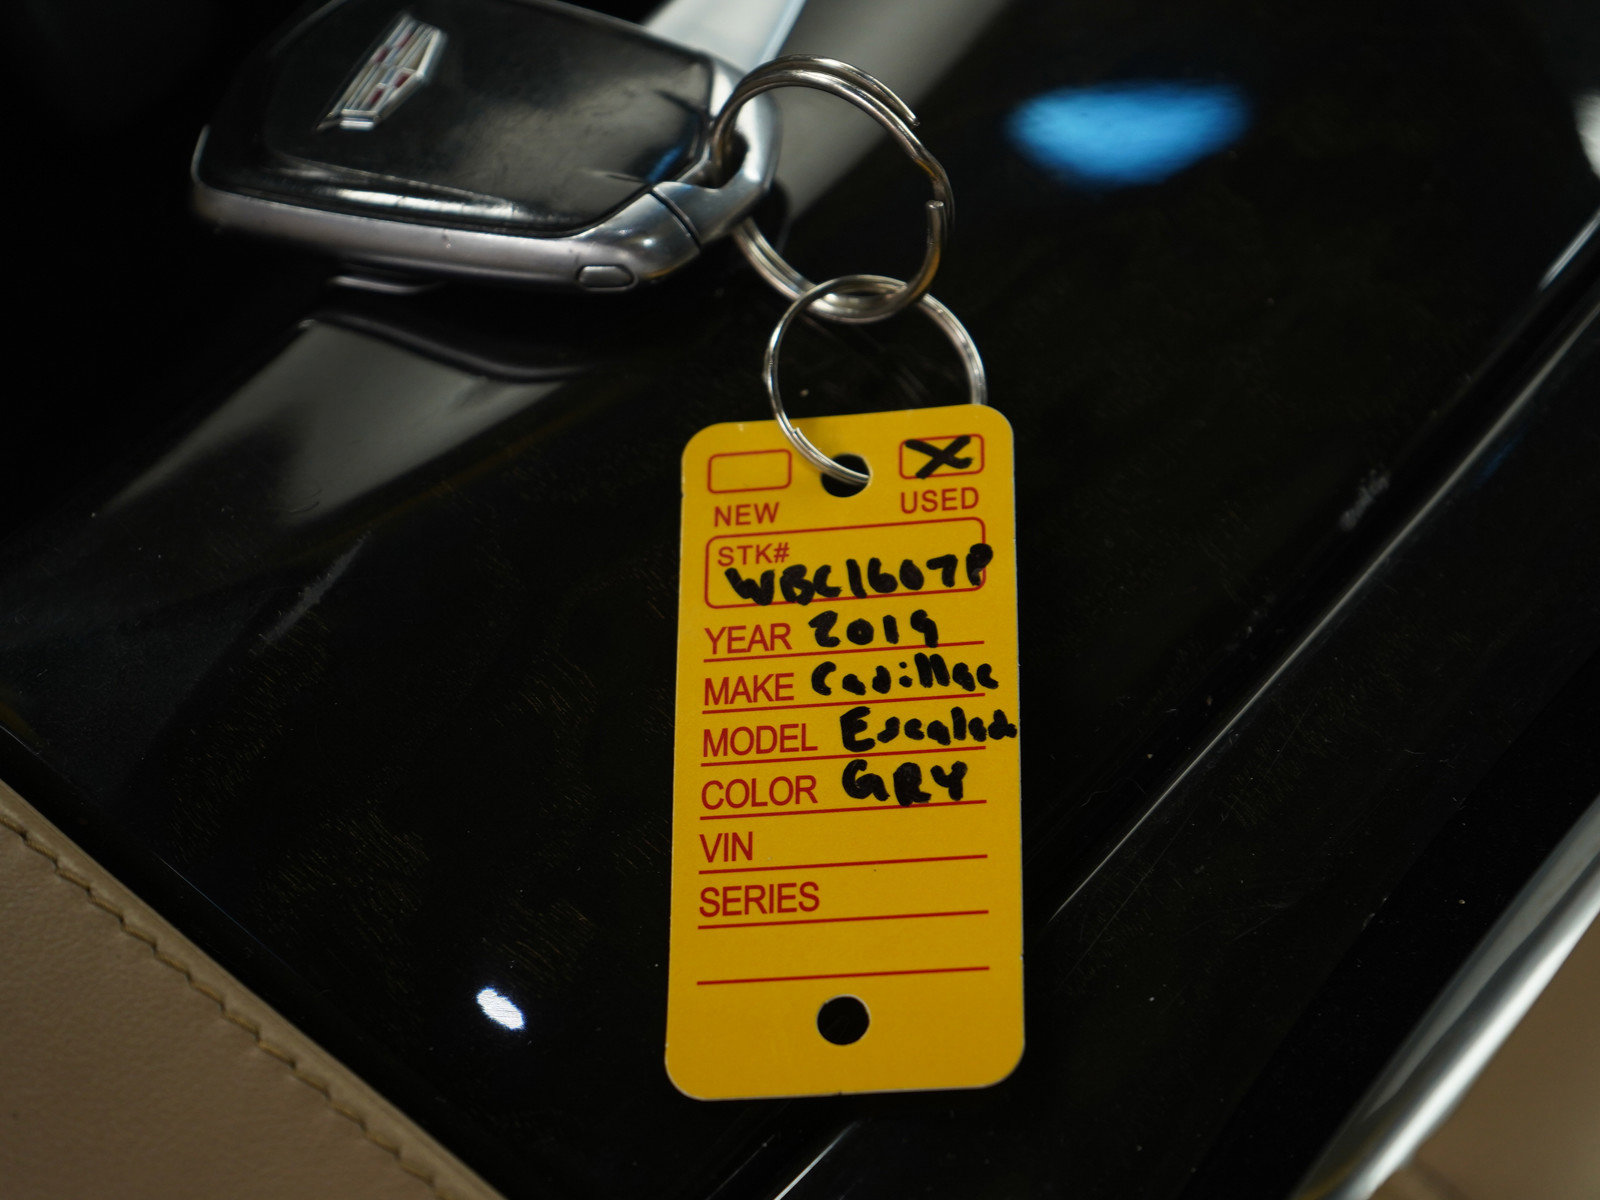 X
NEW USED
STK#
WBC1607P
YEAR 2019
MAKE Cadillac
MODEL Escalade
COLOR GRY
VIN
SERIES